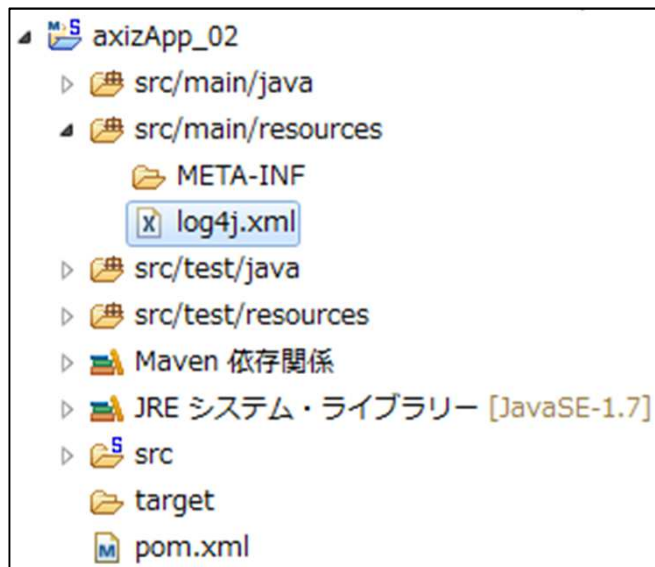 axizApp_02
src/main/java
src/main/resources
META-INF
log4j.xml
src/test/java
src/test/resources
Maven 依存関係
JRE システム・ライブラリー [JavaSE-1.7]
src
target
pom.xml